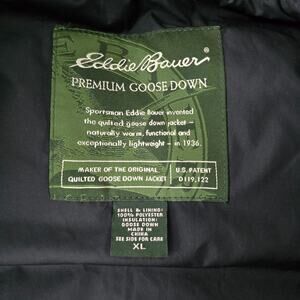 Eddie Bauer®
PREMIUM GOOSE DOWN
Sportsman Eddie Bauer invented
the quilted goose down jacket –
naturally warm, functional and
exceptionally lightweight – in 1936.
MAKER OF THE ORIGINAL
QUILTED GOOSE DOWN JACKET
U.S. PATENT
D119,122
SHELL & LINING:
100% POLYESTER
INSULATION:
GOOSE DOWN
MADE IN
CHINA
SEE SIDE FOR CARE
XL